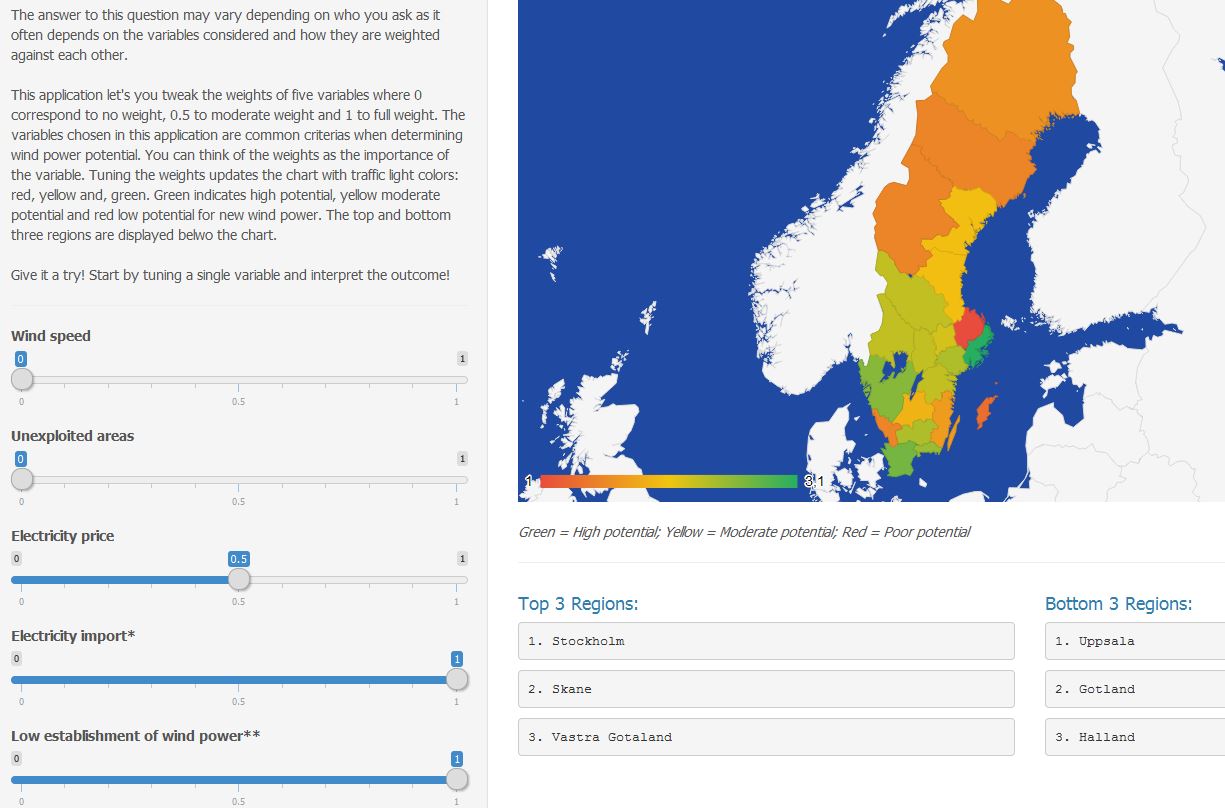 The answer to this question may vary depending on who you ask as it
often depends on the variables considered and how they are weighted
against each other.
This application let's you tweak the weights of five variables where 0
correspond to no weight, 0.5 to moderate weight and 1 to full weight. The
variables chosen in this application are common criterias when determining
wind power potential. You can think of the weights as the importance of
the variable. Tuning the weights updates the chart with traffic light colors:
red, yellow and, green. Green indicates high potential, yellow moderate
potential and red low potential for new wind power. The top and bottom
three regions are displayed belwo the chart.
Give it a try! Start by tuning a single variable and interpret the outcome!
Wind speed
0 1
0 0.5 1
Unexploited areas
0 1
0 0.5 1
Electricity price
0 0.5 1
0 0.5 1
Electricity import*
0 1
0 0.5 1
Low establishment of wind power**
0 1
0 0.5 1
1 3.1
Green = High potential; Yellow = Moderate potential; Red = Poor potential
Top 3 Regions:
1. Stockholm
2. Skane
3. Vastra Gotaland
Bottom 3 Regions:
1. Uppsala
2. Gotland
3. Halland